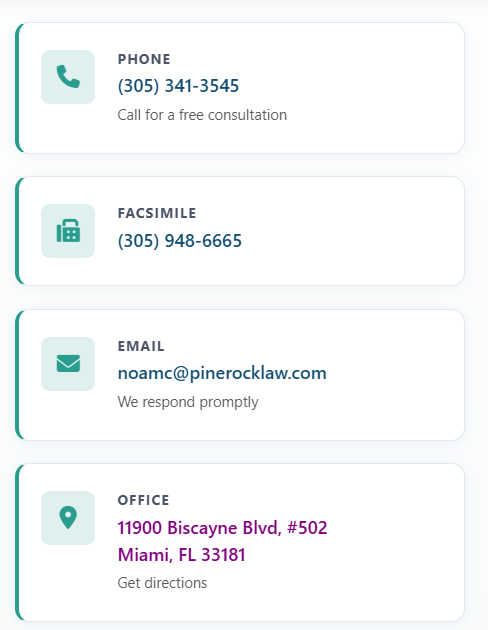 PHONE
(305) 341-3545
Call for a free consultation
FACSIMILE
(305) 948-6665
EMAIL
noamc@pinerocklaw.com
We respond promptly
OFFICE
11900 Biscayne Blvd, #502
Miami, FL 33181
Get directions